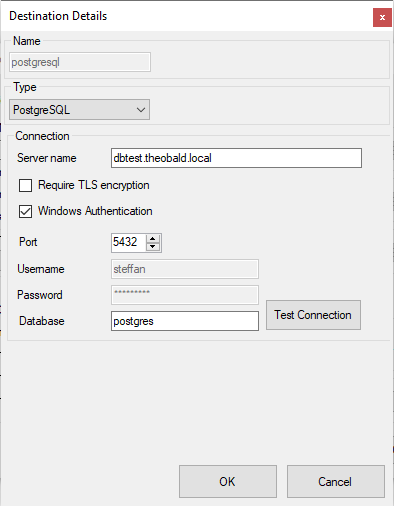 Destination Details
x
Name
postgresql
Type
PostgreSQL
Connection
Server name dbtest.theobald.local
Require TLS encryption
Windows Authentication
Port 5432
Username steffan
Password *********
Database postgres Test Connection
OK Cancel